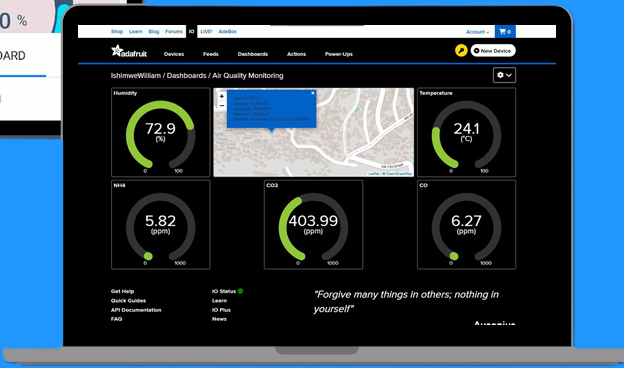 0 %
OARD
Shop Learn Blog Forums IO LIVE! AdaBox
Account
0
adafruit Devices Feeds Dashboards Actions Power-Ups
New Device
IshimweWilliam / Dashboards / Air Quality Monitoring
Humidity
72.9
(%)
0 100
+
−
×
Leaflet | © OpenStreetMap
Temperature
24.1
(°C)
0 100
NH4
5.82
(ppm)
0 1000
CO2
403.99
(ppm)
0 1000
CO
6.27
(ppm)
0 1000
Get Help
Quick Guides
API Documentation
FAQ
IO Status
Learn
IO Plus
News
"Forgive many things in others; nothing in
yourself"